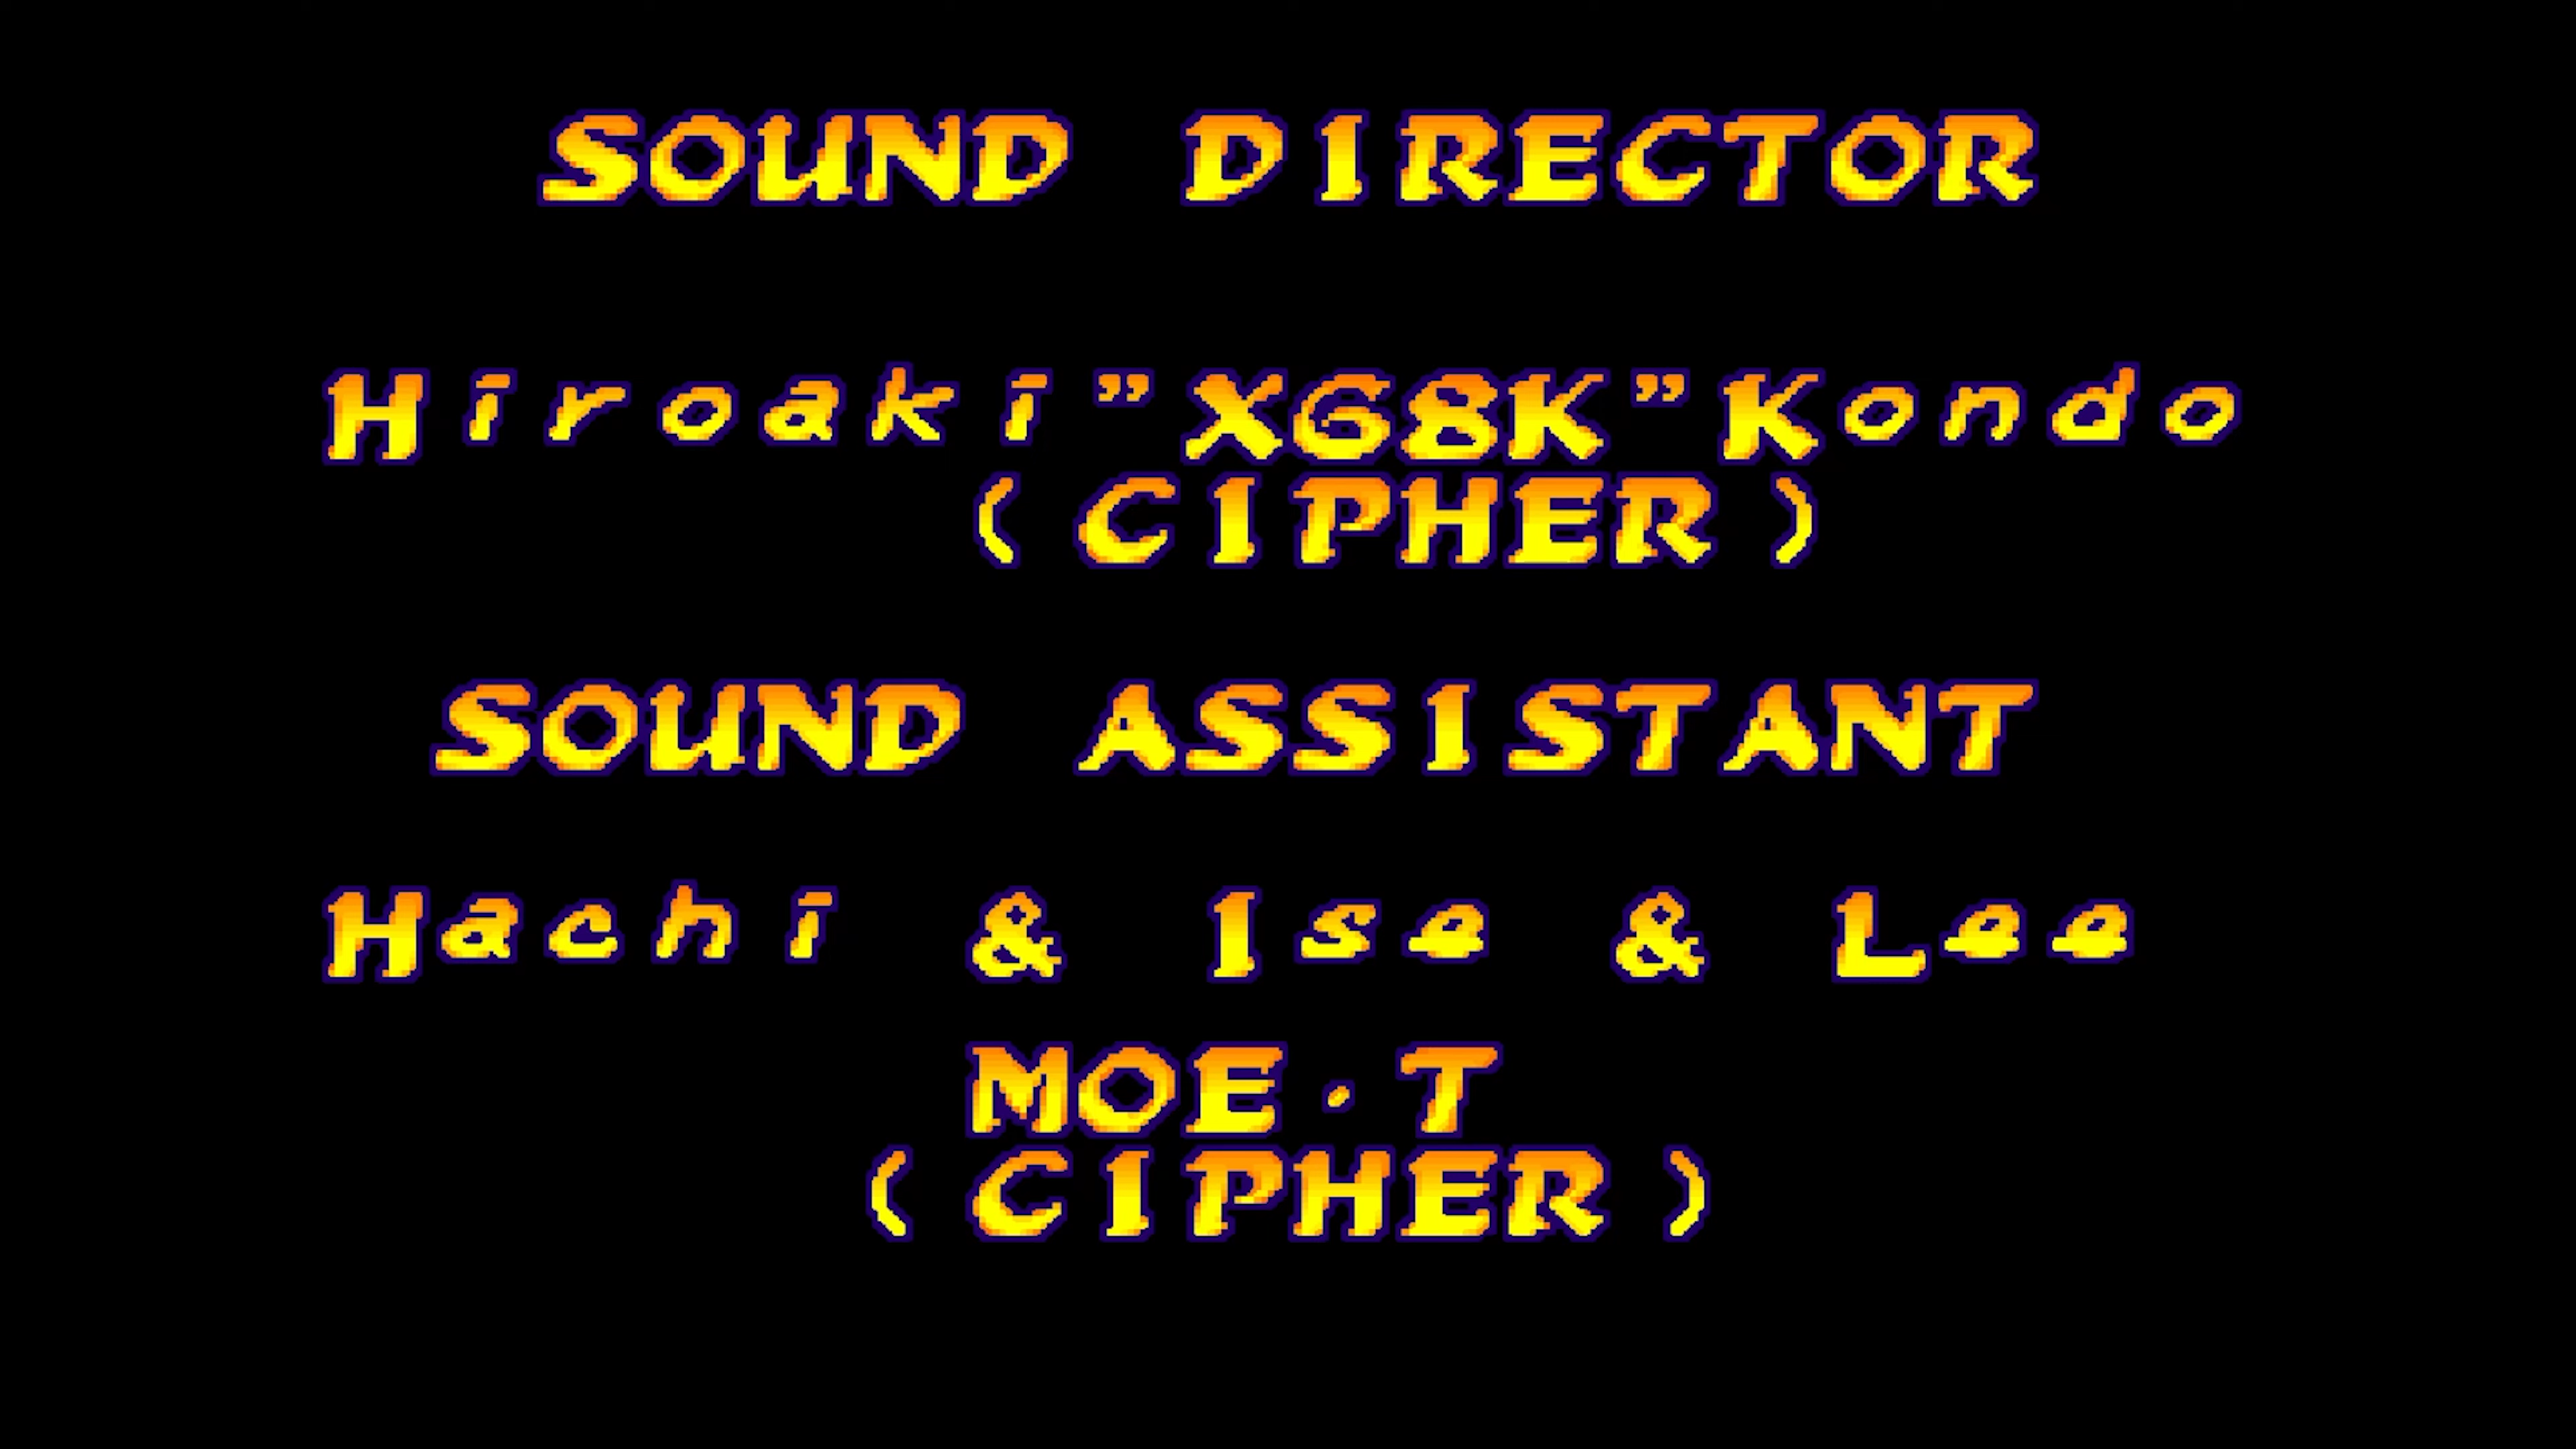 SOUND DIRECTOR
Hiroaki”X68K”Kondo
(CIPHER)
SOUND ASSISTANT
Hachi & Ise & Lee
MOE・T
(CIPHER)